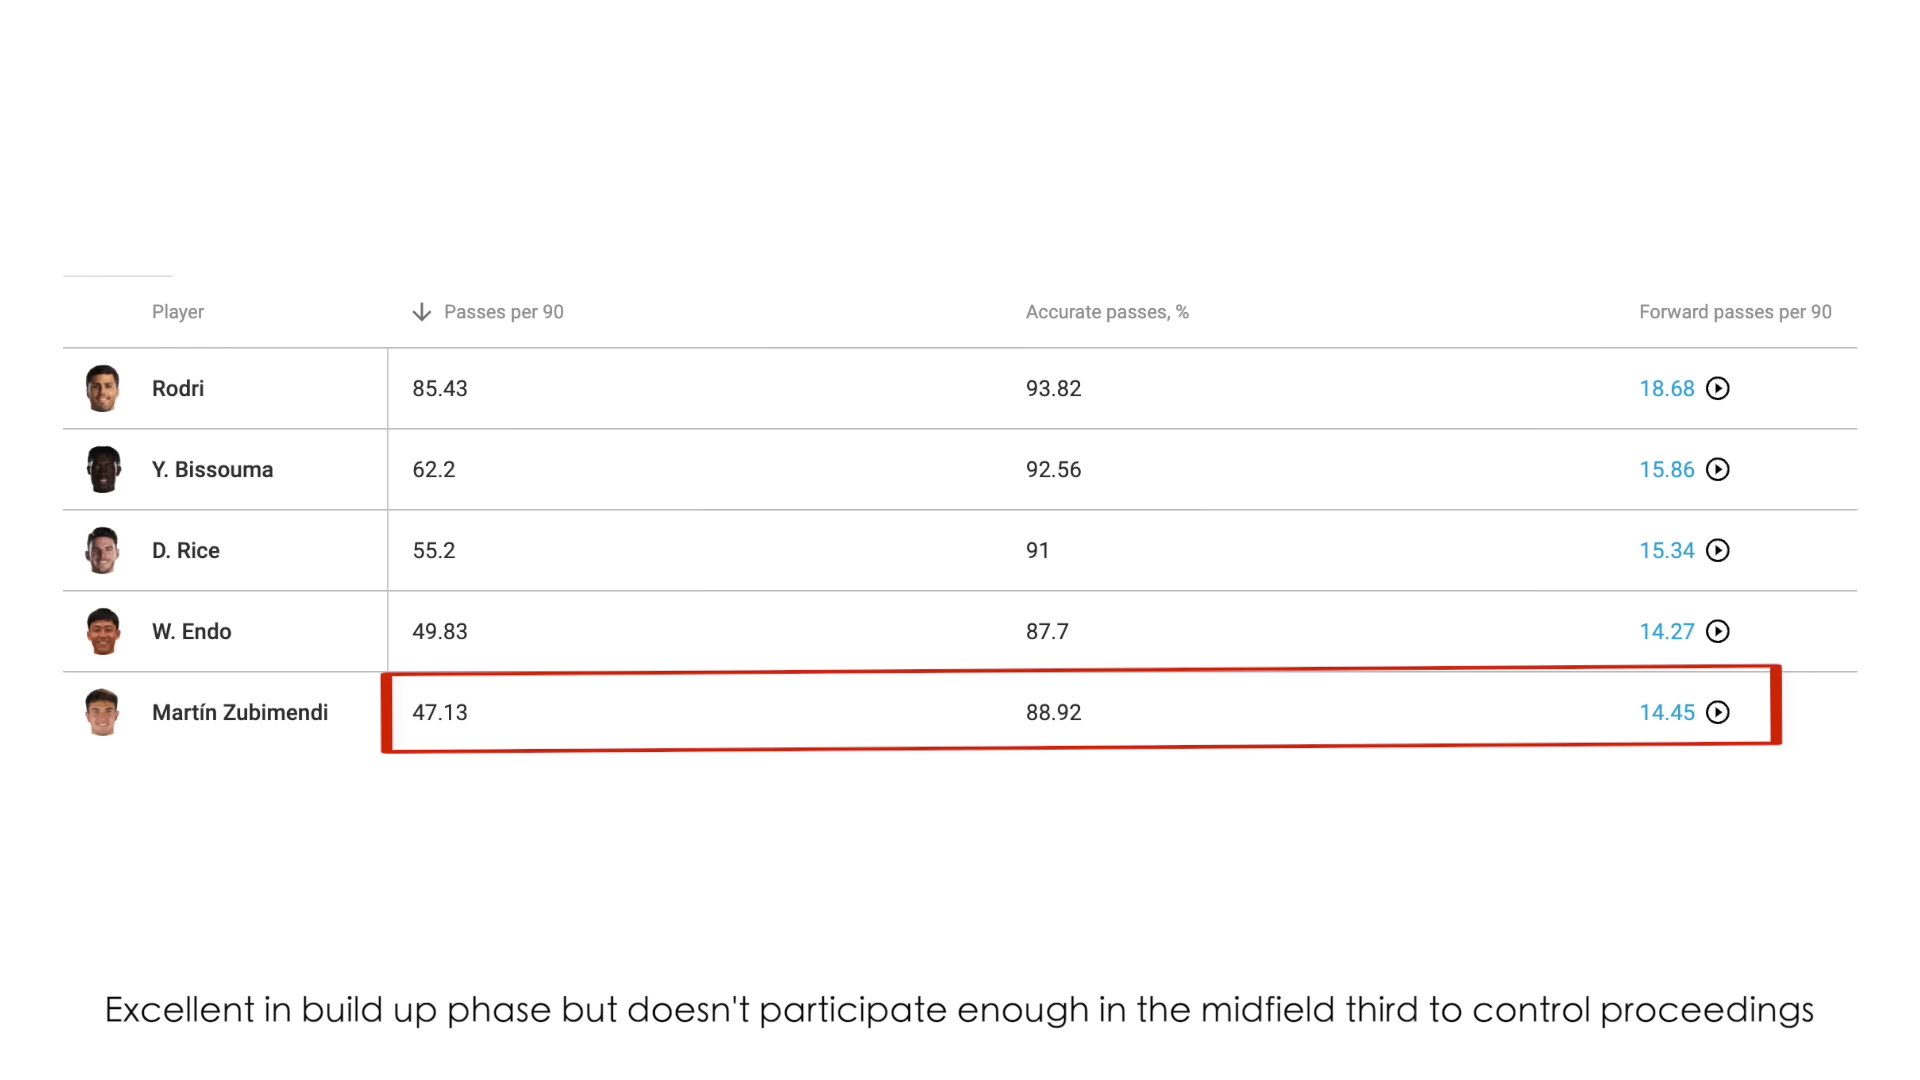 Player Passes per 90 Accurate passes, % Forward passes per 90
Rodri 85.43 93.82 18.68
Y. Bissouma 62.2 92.56 15.86
D. Rice 55.2 91 15.34
W. Endo 49.83 87.7 14.27
Martín Zubimendi 47.13 88.92 14.45
Excellent in build up phase but doesn't participate enough in the midfield third to control proceedings